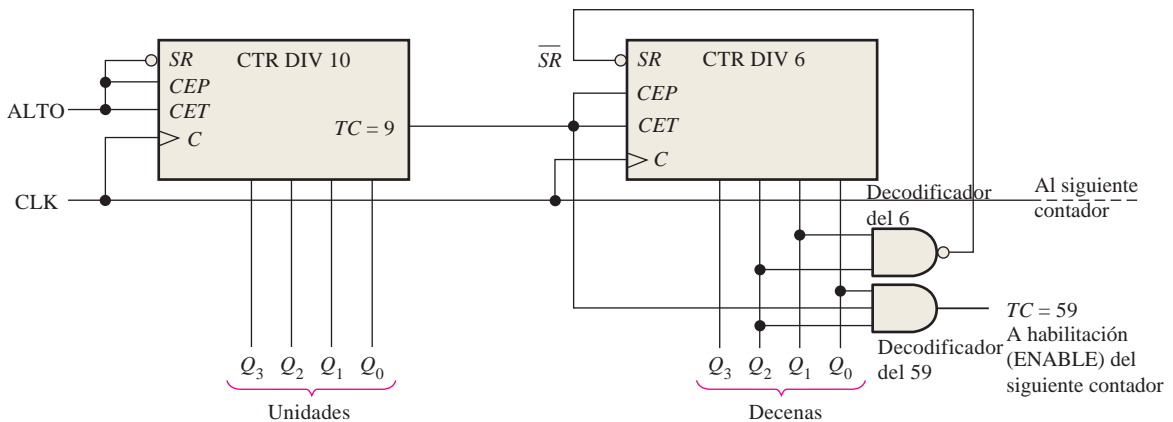 SR
CTR DIV 10
CEP
CET
C
TC = 9
ALTO
CLK
SR
SR
CTR DIV 6
CEP
CET
C
Decodificador
del 6
Al siguiente
contador
TC = 59
A habilitación
(ENABLE) del
siguiente contador
Decodificador
del 59
Q3 Q2 Q1 Q0
Unidades
Q3 Q2 Q1 Q0
Decenas